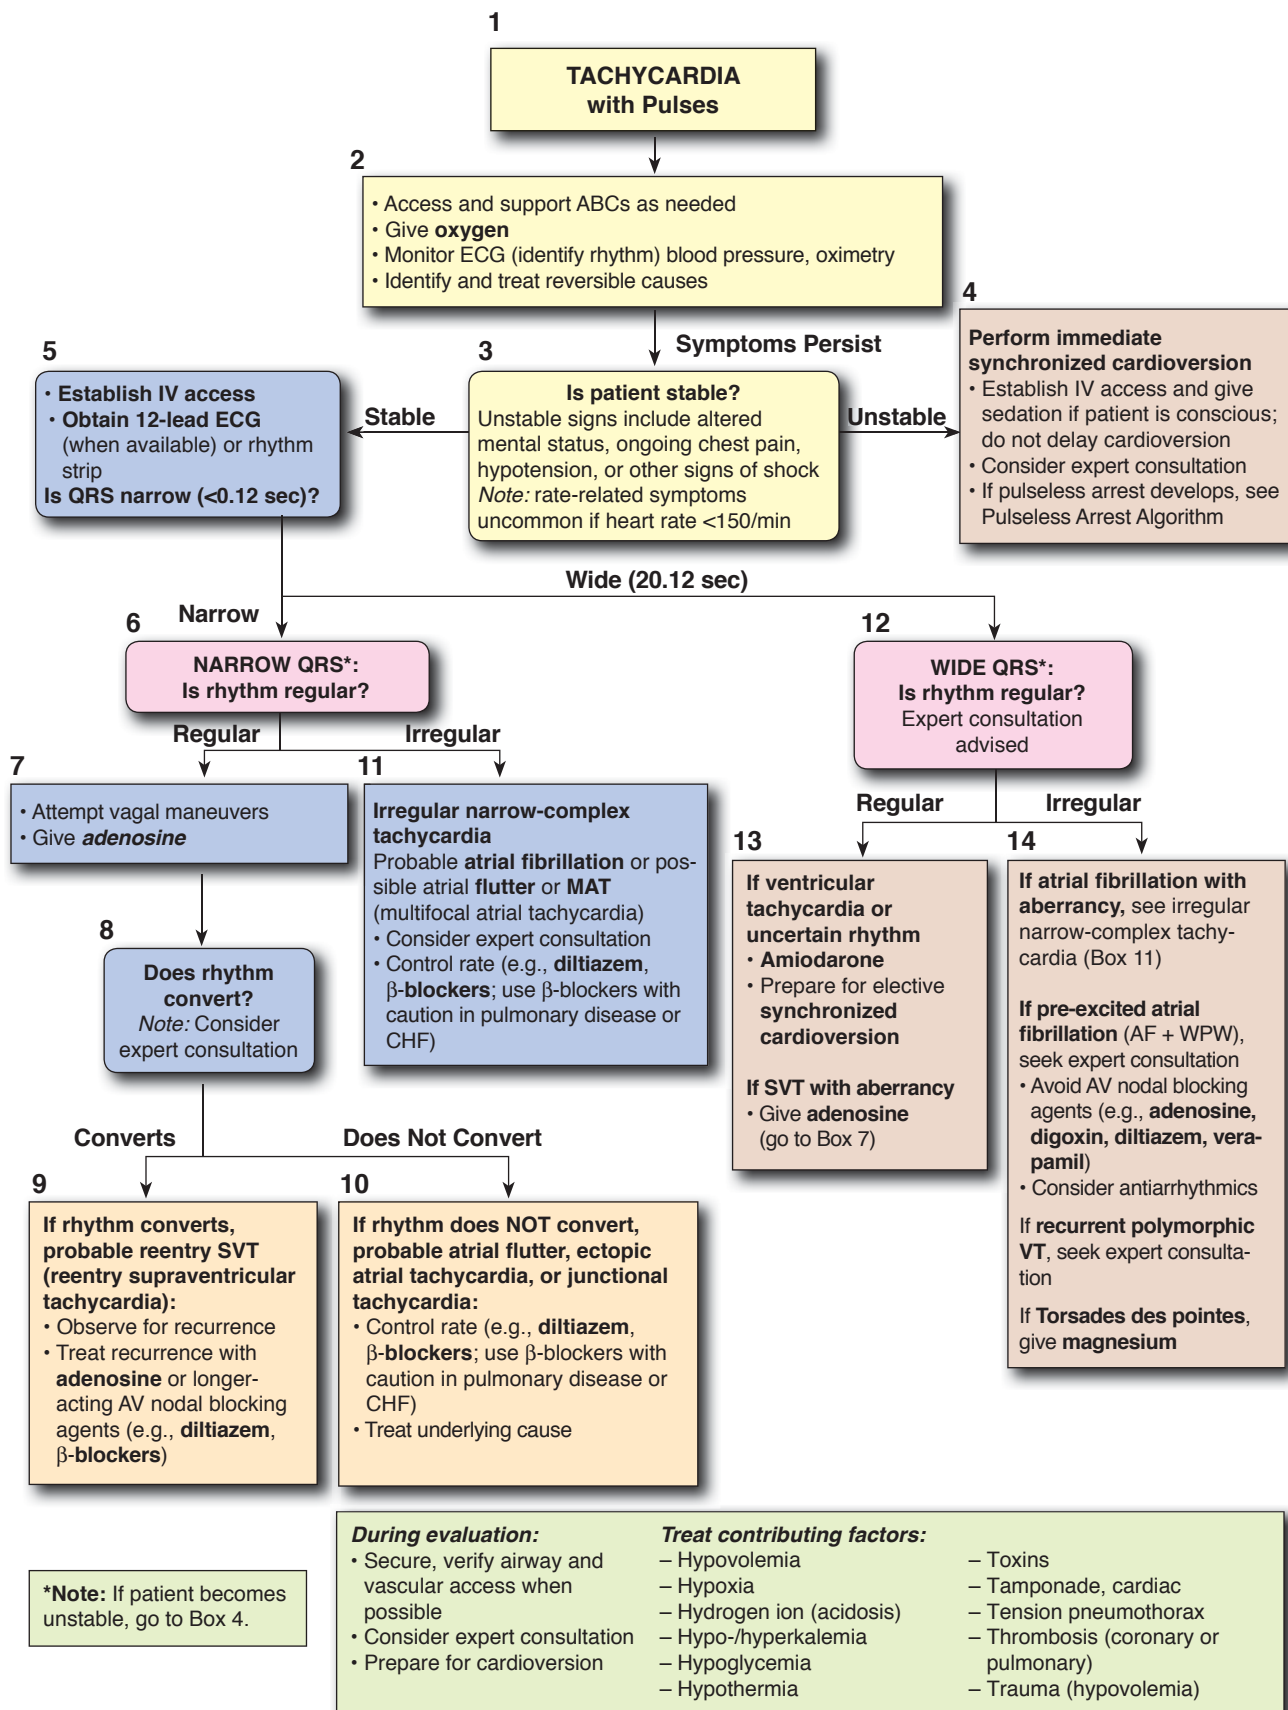 1
TACHYCARDIA
with Pulses
2
• Access and support ABCs as needed
• Give oxygen
• Monitor ECG (identify rhythm) blood pressure, oximetry
• Identify and treat reversible causes
Symptoms Persist
3
Is patient stable?
Unstable signs include altered
mental status, ongoing chest pain,
hypotension, or other signs of shock
Note: rate-related symptoms
uncommon if heart rate <150/min
Stable
Unstable
4
Perform immediate
synchronized cardioversion
• Establish IV access and give
sedation if patient is conscious;
do not delay cardioversion
• Consider expert consultation
• If pulseless arrest develops, see
Pulseless Arrest Algorithm
5
• Establish IV access
• Obtain 12-lead ECG
(when available) or rhythm
strip
Is QRS narrow (<0.12 sec)?
Wide (20.12 sec)
Narrow
6
NARROW QRS*:
Is rhythm regular?
Regular
Irregular
7
• Attempt vagal maneuvers
• Give adenosine
8
Does rhythm
convert?
Note: Consider
expert consultation
Converts
Does Not Convert
9
If rhythm converts,
probable reentry SVT
(reentry supraventricular
tachycardia):
• Observe for recurrence
• Treat recurrence with
adenosine or longer-
acting AV nodal blocking
agents (e.g., diltiazem,
β-blockers)
10
If rhythm does NOT convert,
probable atrial flutter, ectopic
atrial tachycardia, or junctional
tachycardia:
• Control rate (e.g., diltiazem,
β-blockers; use β-blockers with
caution in pulmonary disease or
CHF)
• Treat underlying cause
11
Irregular narrow-complex
tachycardia
Probable atrial fibrillation or pos-
sible atrial flutter or MAT
(multifocal atrial tachycardia)
• Consider expert consultation
• Control rate (e.g., diltiazem,
β-blockers; use β-blockers with
caution in pulmonary disease or
CHF)
12
WIDE QRS*:
Is rhythm regular?
Expert consultation
advised
Regular
Irregular
13
If ventricular
tachycardia or
uncertain rhythm
• Amiodarone
• Prepare for elective
synchronized
cardioversion
If SVT with aberrancy
• Give adenosine
(go to Box 7)
14
If atrial fibrillation with
aberrancy, see irregular
narrow-complex tachy-
cardia (Box 11)
If pre-excited atrial
fibrillation (AF + WPW),
seek expert consultation
• Avoid AV nodal blocking
agents (e.g., adenosine,
digoxin, diltiazem, vera-
pamil)
• Consider antiarrhythmics
If recurrent polymorphic
VT, seek expert consulta-
tion
If Torsades des pointes,
give magnesium
*Note: If patient becomes
unstable, go to Box 4.
During evaluation:
• Secure, verify airway and
vascular access when
possible
• Consider expert consultation
• Prepare for cardioversion
Treat contributing factors:
– Hypovolemia
– Hypoxia
– Hydrogen ion (acidosis)
– Hypo-/hyperkalemia
– Hypoglycemia
– Hypothermia
– Toxins
– Tamponade, cardiac
– Tension pneumothorax
– Thrombosis (coronary or
pulmonary)
– Trauma (hypovolemia)